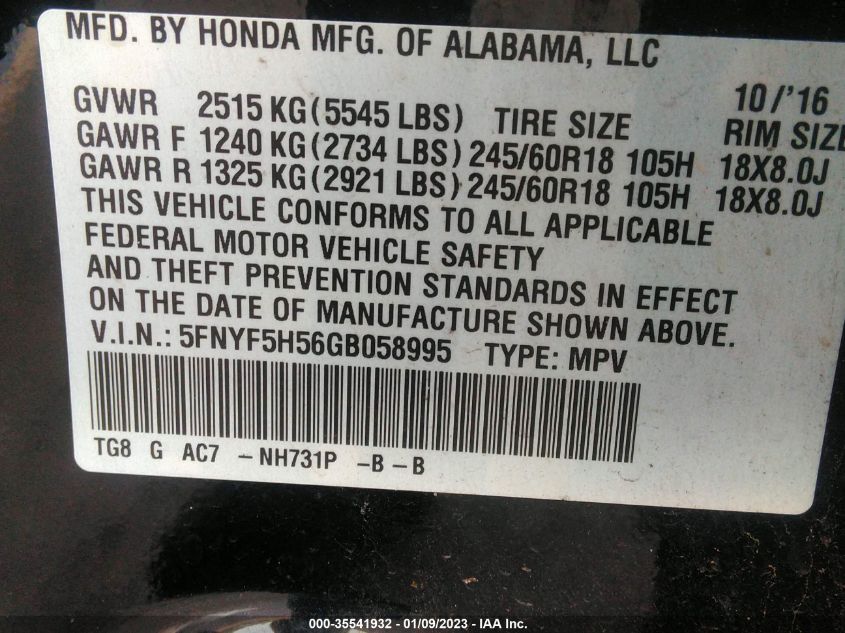 MFD. BY HONDA MFG. OF ALABAMA, LLC
10/'16
GVWR 2515 KG (5545 LBS) TIRE SIZE RIM SIZE
GAWR F 1240 KG (2734 LBS) 245/60R18 105H 18X8.0J
GAWR R 1325 KG (2921 LBS) 245/60R18 105H 18X8.0J
THIS VEHICLE CONFORMS TO ALL APPLICABLE
FEDERAL MOTOR VEHICLE SAFETY
AND THEFT PREVENTION STANDARDS IN EFFECT
ON THE DATE OF MANUFACTURE SHOWN ABOVE.
V.I.N.: 5FNYF5H56GB058995 TYPE: MPV
TG8 G AC7 - NH731P - B - B
000-35541932 - 01/09/2023 - IAA Inc.